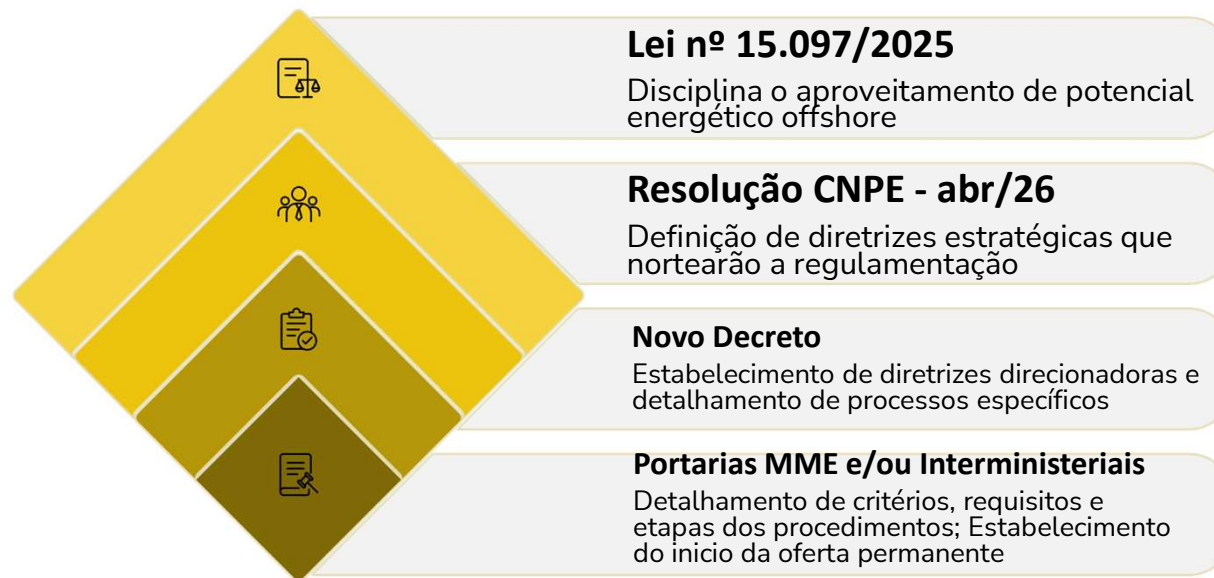 Lei nº 15.097/2025
Disciplina o aproveitamento de potencial
energético offshore
Resolução CNPE - abr/26
Definição de diretrizes estratégicas que
nortearão a regulamentação
Novo Decreto
Estabelecimento de diretrizes direcionadoras e
detalhamento de processos específicos
Portarias MME e/ou Interministeriais
Detalhamento de critérios, requisitos e
etapas dos procedimentos; Estabelecimento
do inicio da oferta permanente